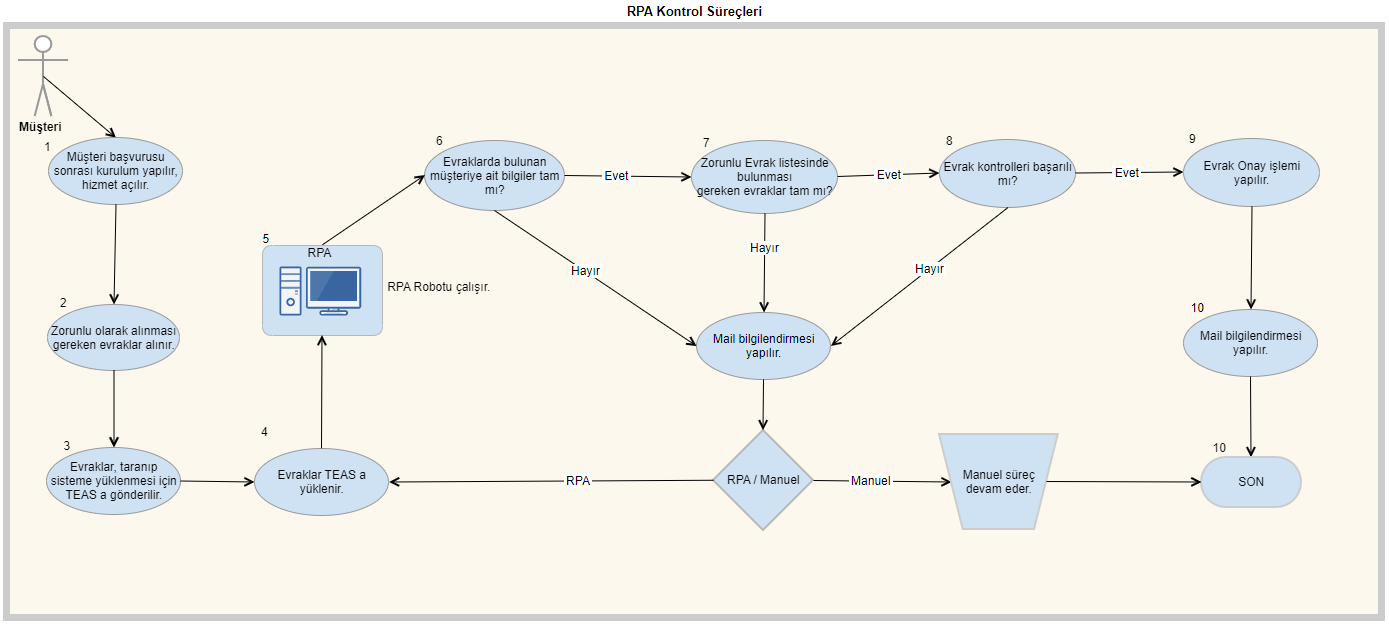 RPA Kontrol Süreçleri
Müşteri
1
Müşteri başvurusu
sonrası kurulum yapılır,
hizmet açılır.
2
Zorunlu olarak alınması
gereken evraklar alınır.
3
Evraklar, taranıp
sisteme yüklenmesi için
TEAS a gönderilir.
4
Evraklar TEAS a
yüklenir.
5
RPA
RPA Robotu çalışır.
6
Evraklarda bulunan
müşteriye ait bilgiler tam
mı?
Evet
Hayır
7
Zorunlu Evrak listesinde
bulunması
gereken evraklar tam mı?
Evet
Hayır
8
Evrak kontrolleri başarılı
mı?
Evet
Hayır
9
Evrak Onay işlemi
yapılır.
Mail bilgilendirmesi
yapılır.
10
Mail bilgilendirmesi
yapılır.
RPA
RPA / Manuel
Manuel
Manuel süreç
devam eder.
10
SON